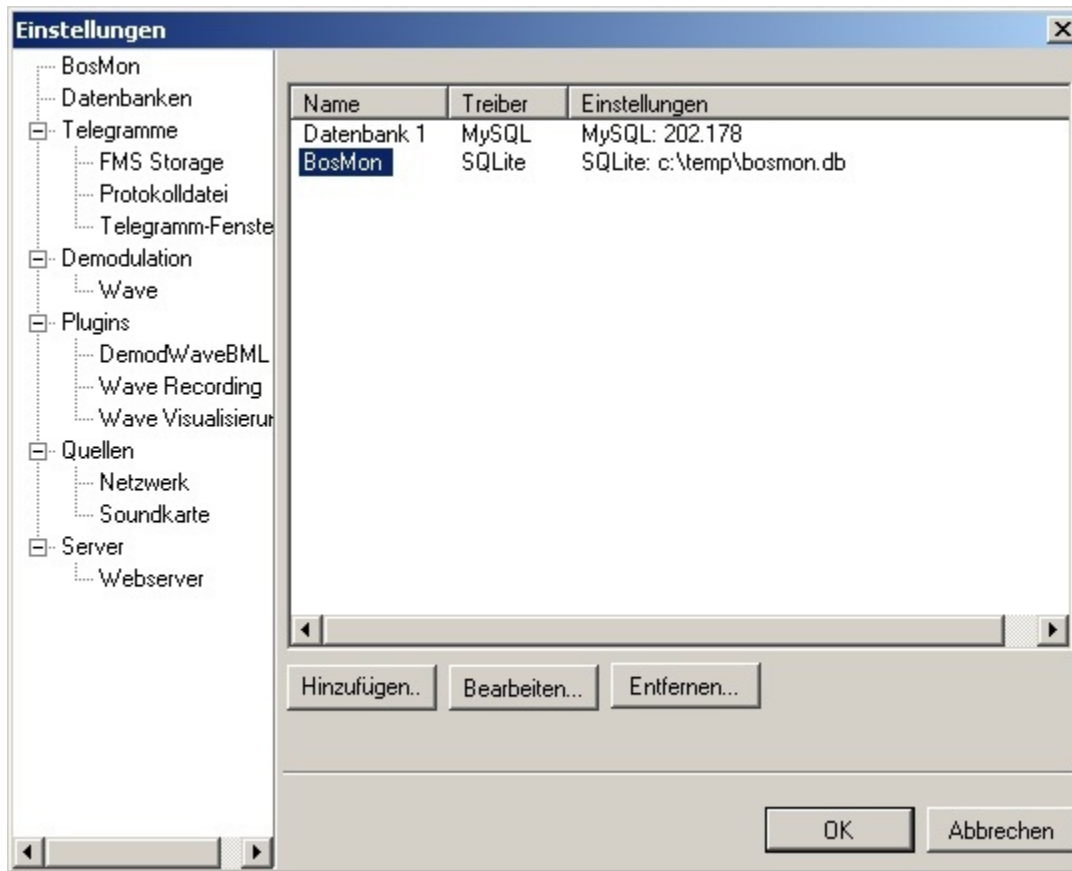 Einstellungen
BosMon
Datenbanken
Telegramme
FMS Storage
Protokolldatei
Telegramm-Fenste
Demodulation
Wave
Plugins
DemodWaveBML
Wave Recording
Wave Visualisierur
Quellen
Netzwerk
Soundkarte
Server
Webserver
Name Treiber Einstellungen
Datenbank 1 MySQL MySQL: 202.178
BosMon SQLite SQLite: c:\temp\bosmon.db
Hinzufügen.. Bearbeiten... Entfernen...
OK Abbrechen